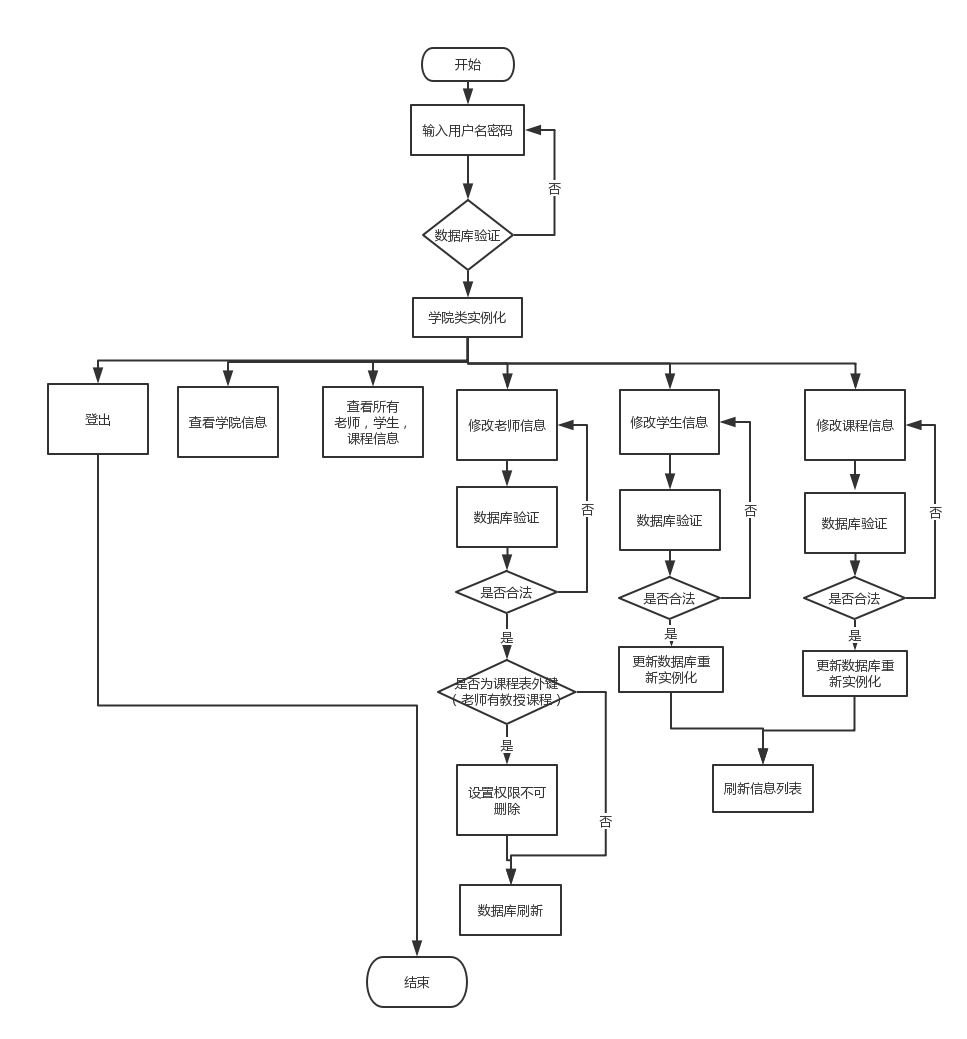 开始
输入用户名密码
否
数据库验证
学院类实例化
登出
查看学院信息
查看所有
老师，学生，
课程信息
修改老师信息
修改学生信息
修改课程信息
数据库验证
否
数据库验证
否
数据库验证
否
是否合法
是否合法
是否合法
是
是
是
更新数据库重
新实例化
更新数据库重
新实例化
是否为课程表外键
（老师有教授课程）
是
设置权限不可
删除
刷新信息列表
否
数据库刷新
结束